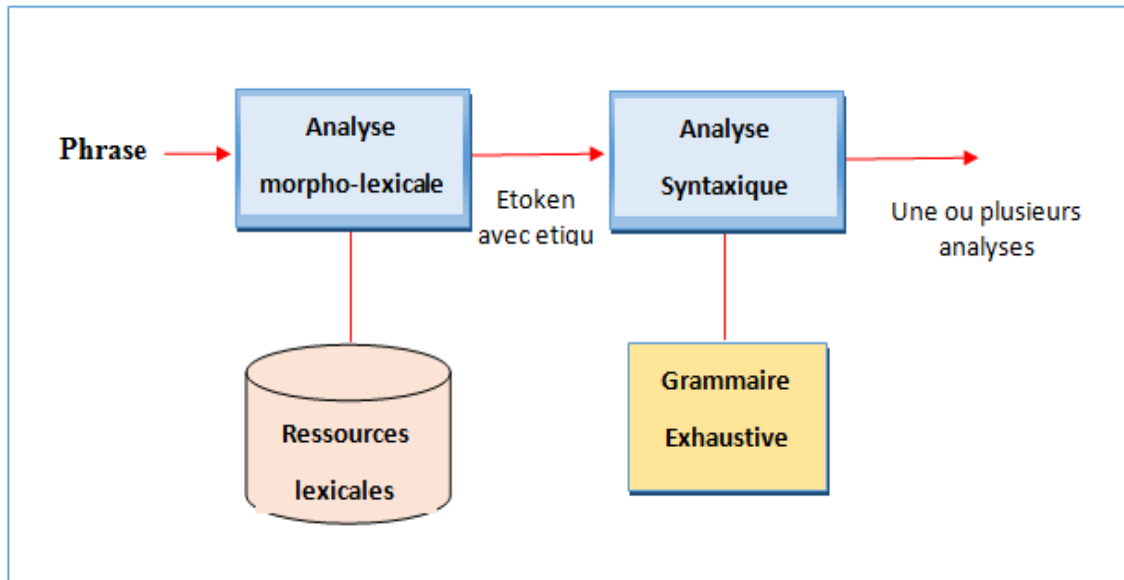 Phrase
Analyse
morpho-lexicale
Etoken
avec etiqu
Analyse
Syntaxique
Une ou plusieurs
analyses
Ressources
lexicales
Grammaire
Exhaustive